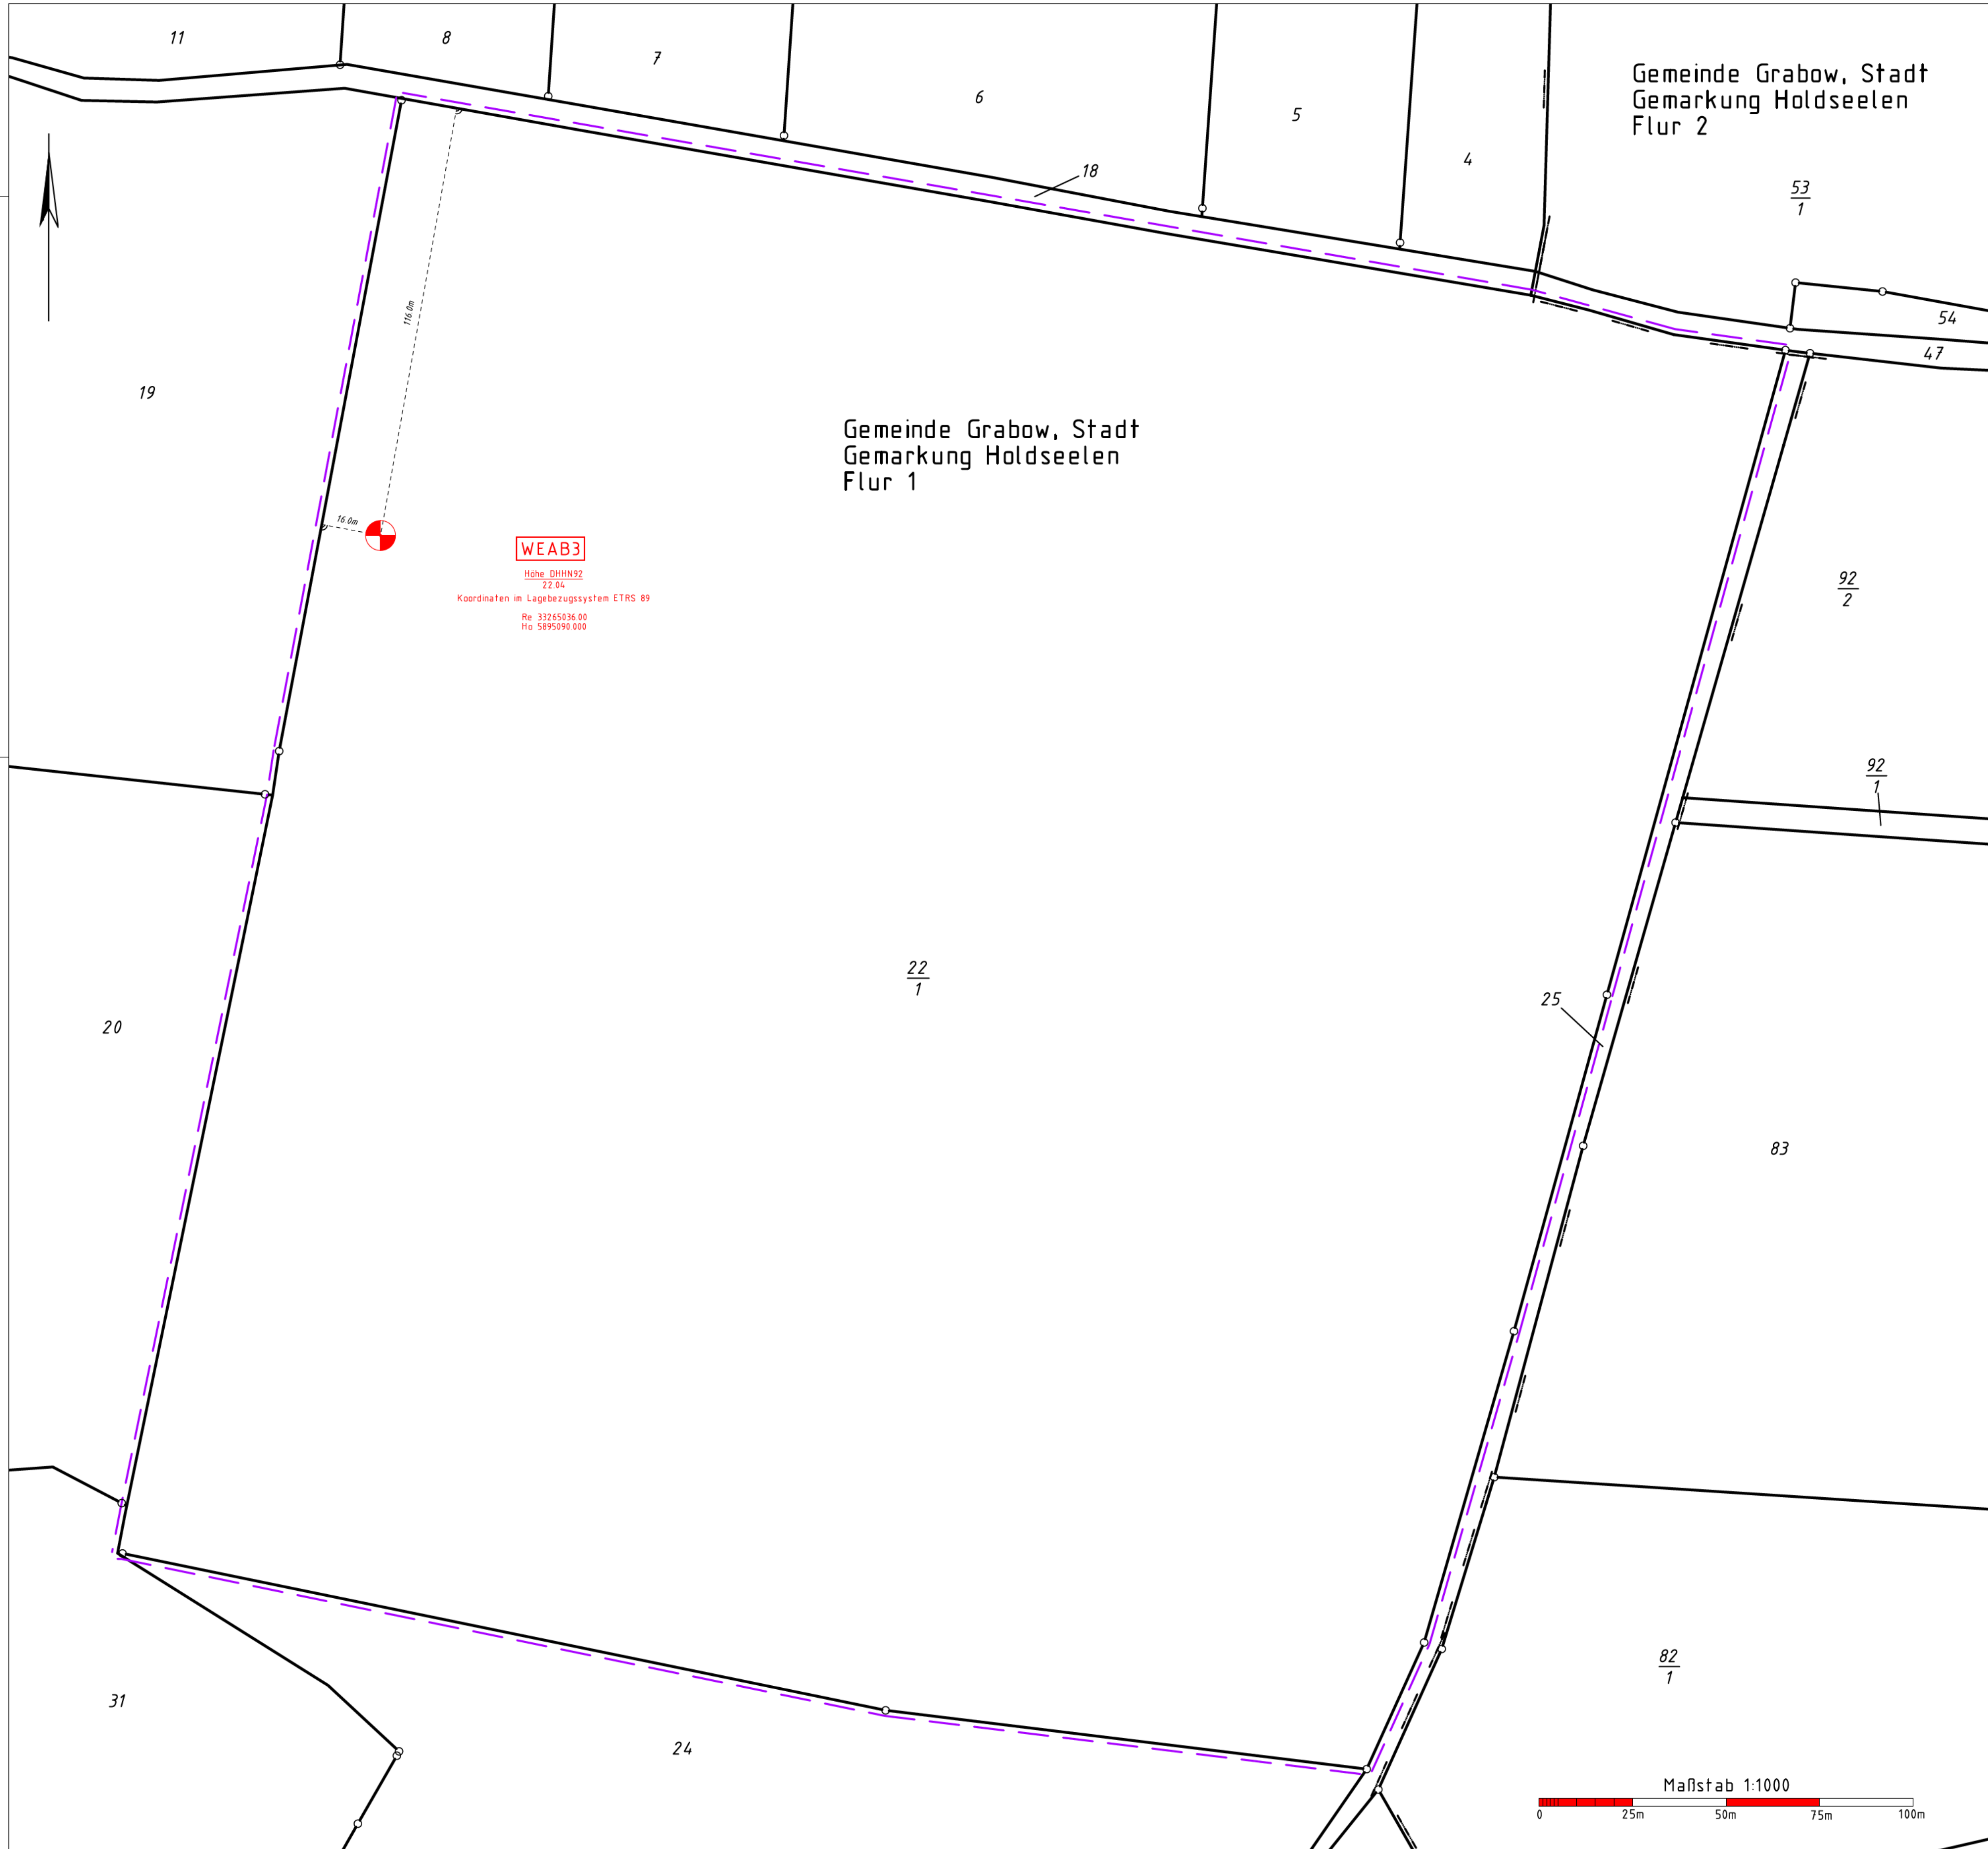 11
8
7
6
5
4
18
Gemeinde Grabow, Stadt
Gemarkung Holdseelen
Flur 2
53
1
54
47
116.0m
19
Gemeinde Grabow, Stadt
Gemarkung Holdseelen
Flur 1
16.0m
WEAB3
Höhe DHHN92
22.04
Koordinaten im Lagebezugssystem ETRS 89
Re 33265036.00
Ho 5895090.000
92
2
92
1
22
1
25
20
83
82
1
31
24
Maßstab 1:1000
0 25m 50m 75m 100m